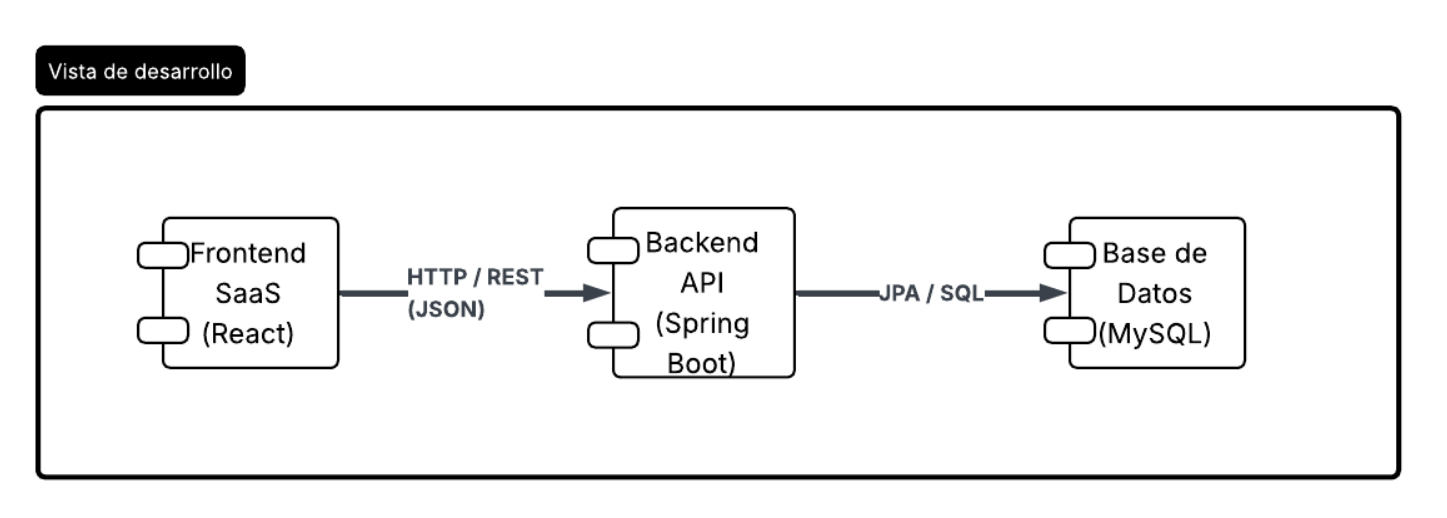 Vista de desarrollo
Frontend
SaaS
(React)
HTTP / REST
(JSON)
Backend
API
(Spring
Boot)
JPA / SQL
Base de
Datos
(MySQL)